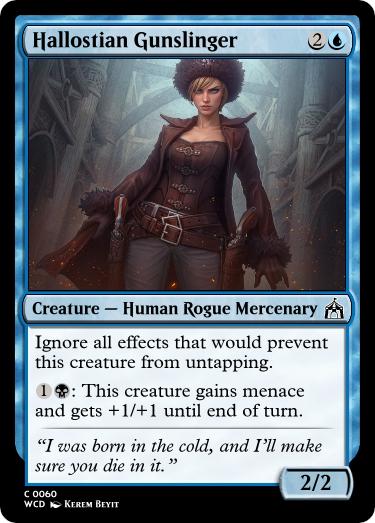 Hallostian Gunslinger 2
Creature — Human Rogue Mercenary
Ignore all effects that would prevent
this creature from untapping.
1: This creature gains menace
and gets +1/+1 until end of turn.
“I was born in the cold, and I’ll make
sure you die in it.”
2/2
C 0060
WCD Kerem Beyit